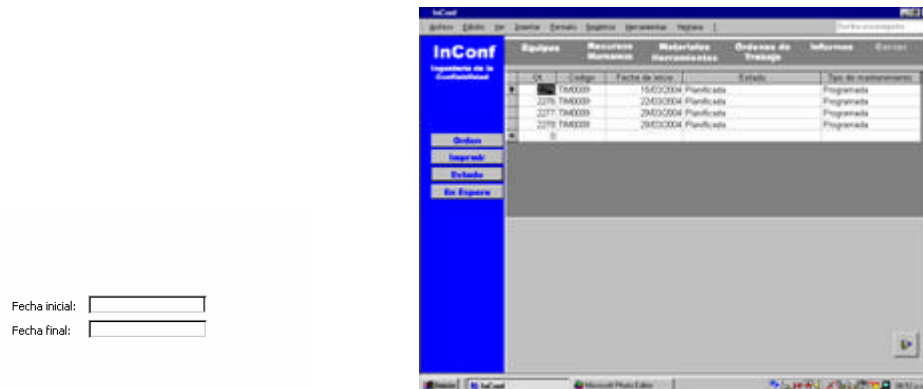 Fecha inicial:
Fecha final:
InConf
Archivo Edición Ver Insertar Formato Registros Herramientas Ventana
InConf
Ingeniería de la
Confiabilidad
Equipos
Recursos
Humanos
Materiales
Herramientas
Ordenes de
Trabajo
Informes
Cerrar
Ot Codigo Fecha de inicio Estado Tipo de mantenimiento
TIM0009 15/03/2004 Planificada Programada
2276 TIM0009 22/03/2004 Planificada Programada
2277 TIM0009 29/03/2004 Planificada Programada
2278 TIM0009 29/03/2004 Planificada Programada
0
Orden
Imprimir
Estado
En Espera
Inicio InConf Microsoft Photo Editor